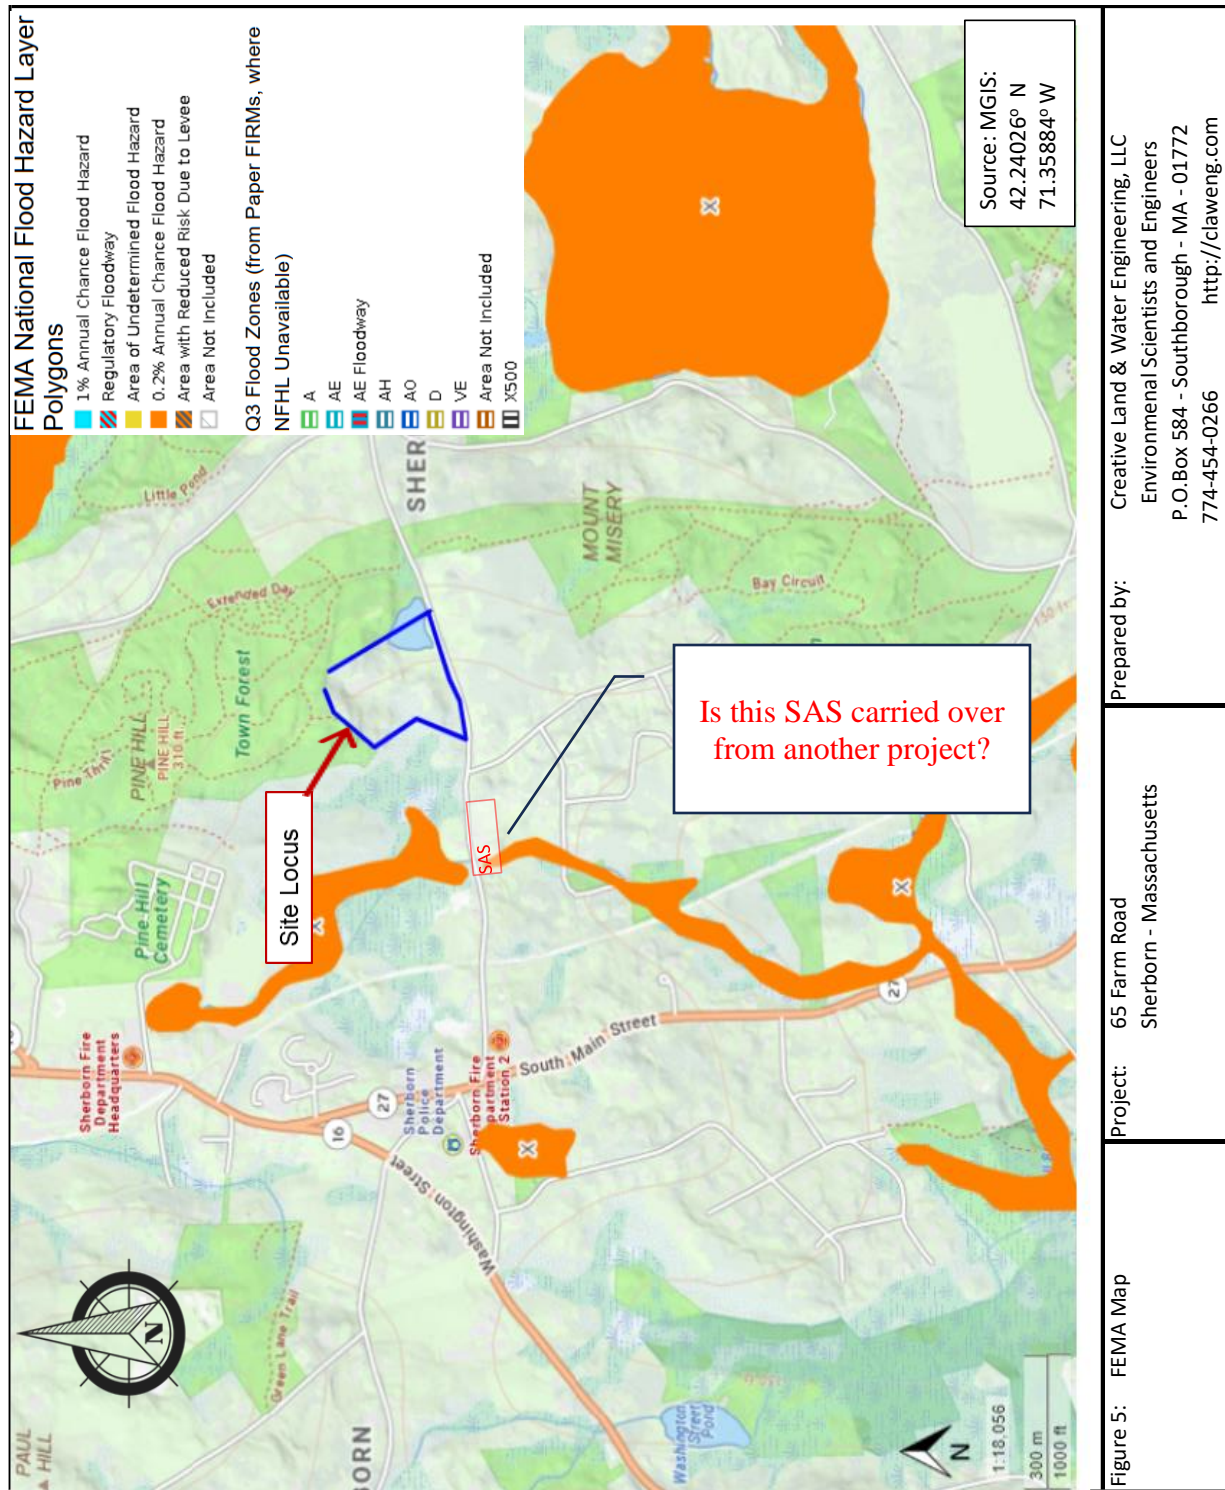 FEMA National Flood Hazard Layer
Polygons
1% Annual Chance Flood Hazard
Regulatory Floodway
Area of Undetermined Flood Hazard
0.2% Annual Chance Flood Hazard
Area with Reduced Risk Due to Levee
Area Not Included
Q3 Flood Zones (from Paper FIRMs, where
NFHL Unavailable)
A
AE
AE Floodway
AH
AO
D
VE
Area Not Included
X500
Source: MGIS:
42.24026º N
71.35884º W
PAUL
HILL
Green Lane Trail
N
Sherborn Fire
Department
Headquarters
Pine Hill
Cemetery
Pine Thrift
PINE HILL
PINE HILL
310 ft
Town Forest
Extended Day
Little Pond
Site Locus
X
16
27
Sherborn
Police
Department
Sherborn Fire
partment
Station 2
South Main Street
Washington Street
X
SAS
SHER
MOUNT
MISERY
Bay Circuit
X
Is this SAS carried over
from another project?
X
27
BORN
Washington
Street
Pond
N
1:18,056
300 m
1000 ft
Figure 5: FEMA Map
Project: 65 Farm Road
Sherborn - Massachusetts
Prepared by: Creative Land & Water Engineering, LLC
Environmenal Scientists and Engineers
P.O.Box 584 - Southborough - MA - 01772
774-454-0266 http://claweng.com